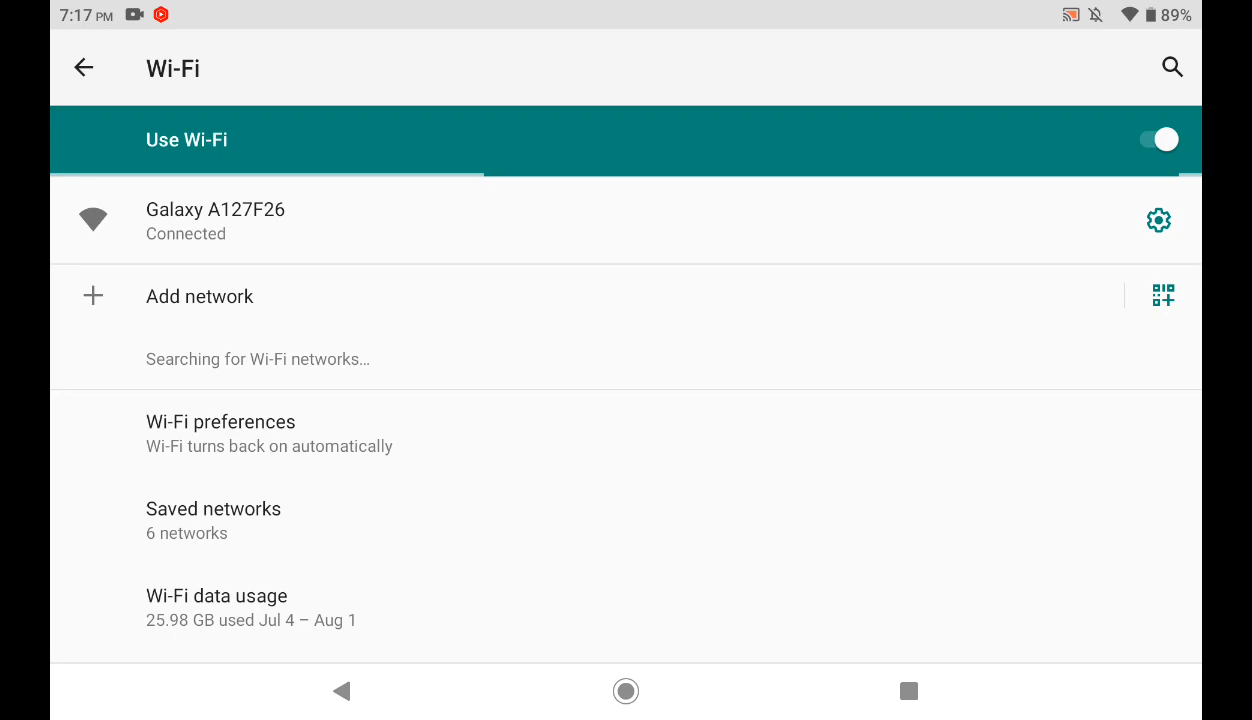 7:17 PM
89%
Wi-Fi
Use Wi-Fi
Galaxy A127F26
Connected
Add network
Searching for Wi-Fi networks…
Wi-Fi preferences
Wi-Fi turns back on automatically
Saved networks
6 networks
Wi-Fi data usage
25.98 GB used Jul 4 – Aug 1